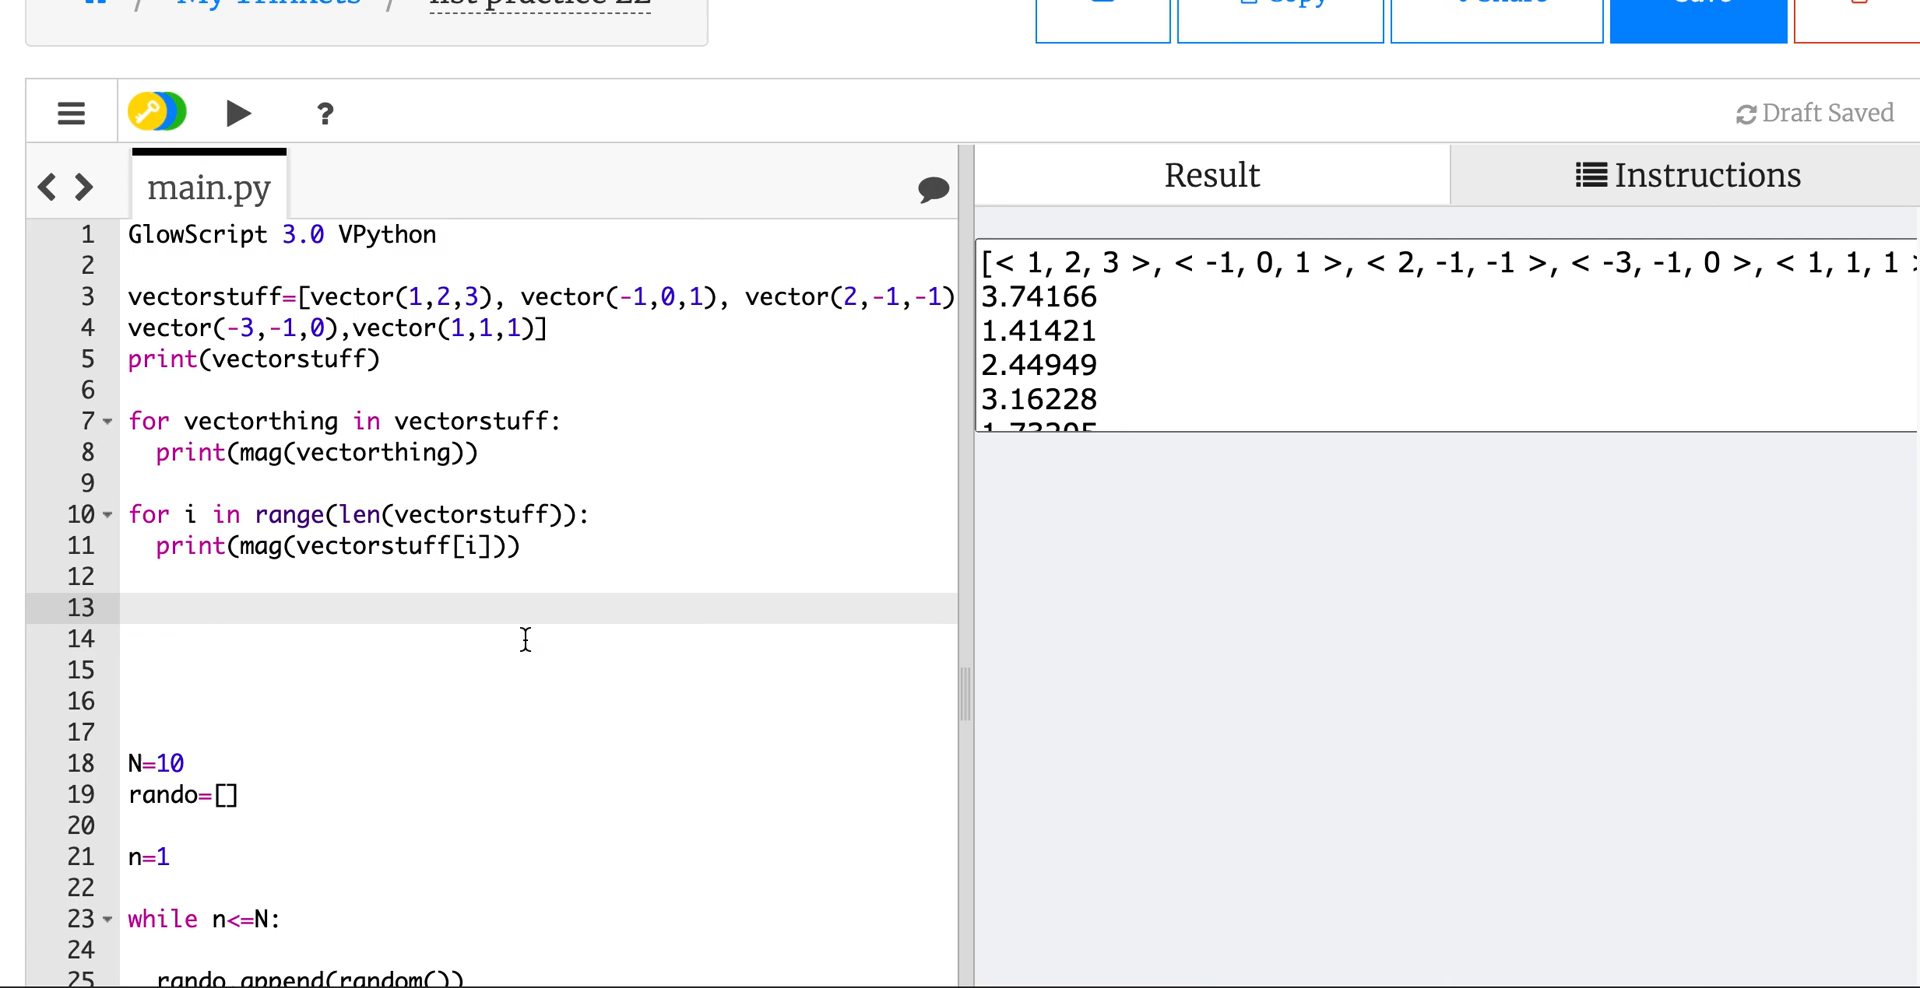 My Trinkets / list practice 22
Copy Share Save
? Draft Saved
main.py
Result Instructions
1 GlowScript 3.0 VPython
2
3 vectorstuff=[vector(1,2,3), vector(-1,0,1), vector(2,-1,-1)
4 vector(-3,-1,0),vector(1,1,1)]
5 print(vectorstuff)
6
7 for vectorthing in vectorstuff:
8 print(mag(vectorthing))
9
10 for i in range(len(vectorstuff)):
11 print(mag(vectorstuff[i]))
12
13
14
15
16
17
18 N=10
19 rando=[]
20
21 n=1
22
23 while n<=N:
24
25 rando.append(random())
[< 1, 2, 3 >, < -1, 0, 1 >, < 2, -1, -1 >, < -3, -1, 0 >, < 1, 1, 1 >
3.74166
1.41421
2.44949
3.16228
1.73205